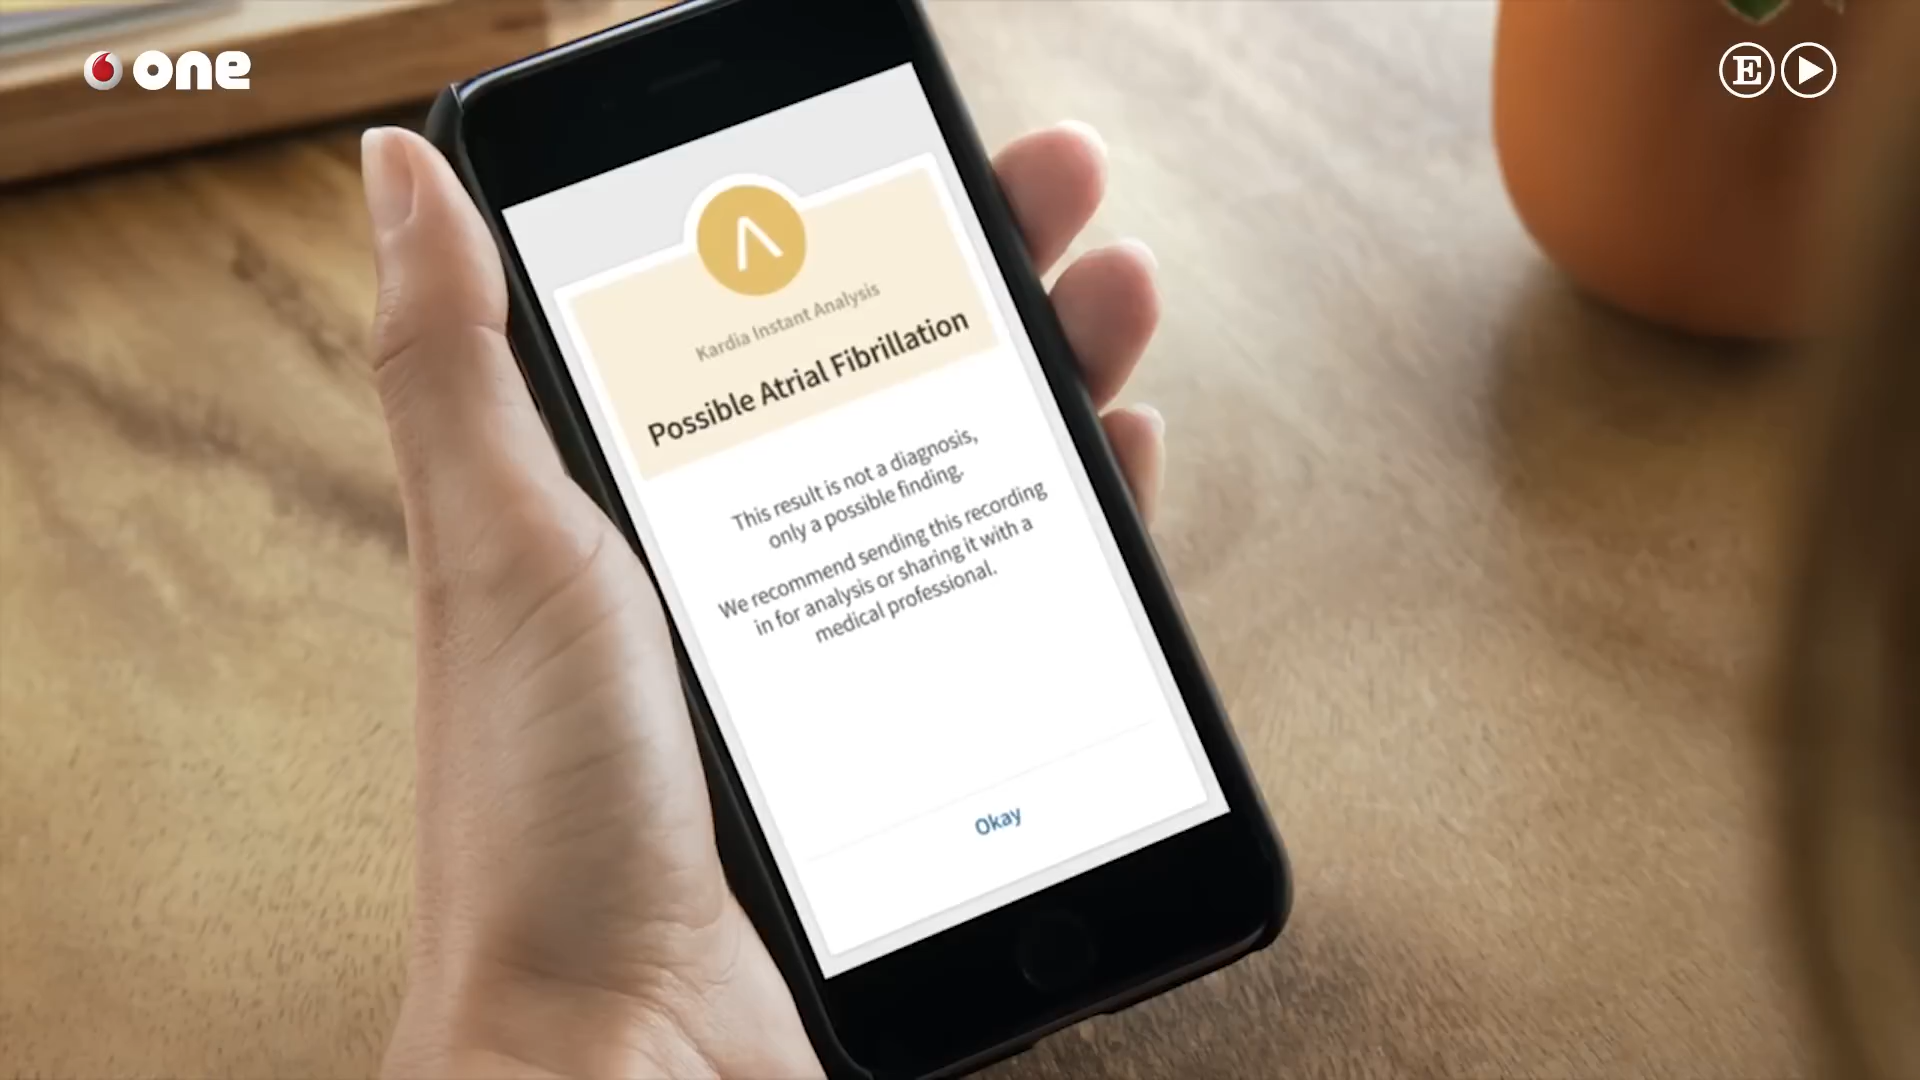 one
E
Kardia Instant Analysis
Possible Atrial Fibrillation
This result is not a diagnosis,
only a possible finding.
We recommend sending this recording
in for analysis or sharing it with a
medical professional.
Okay